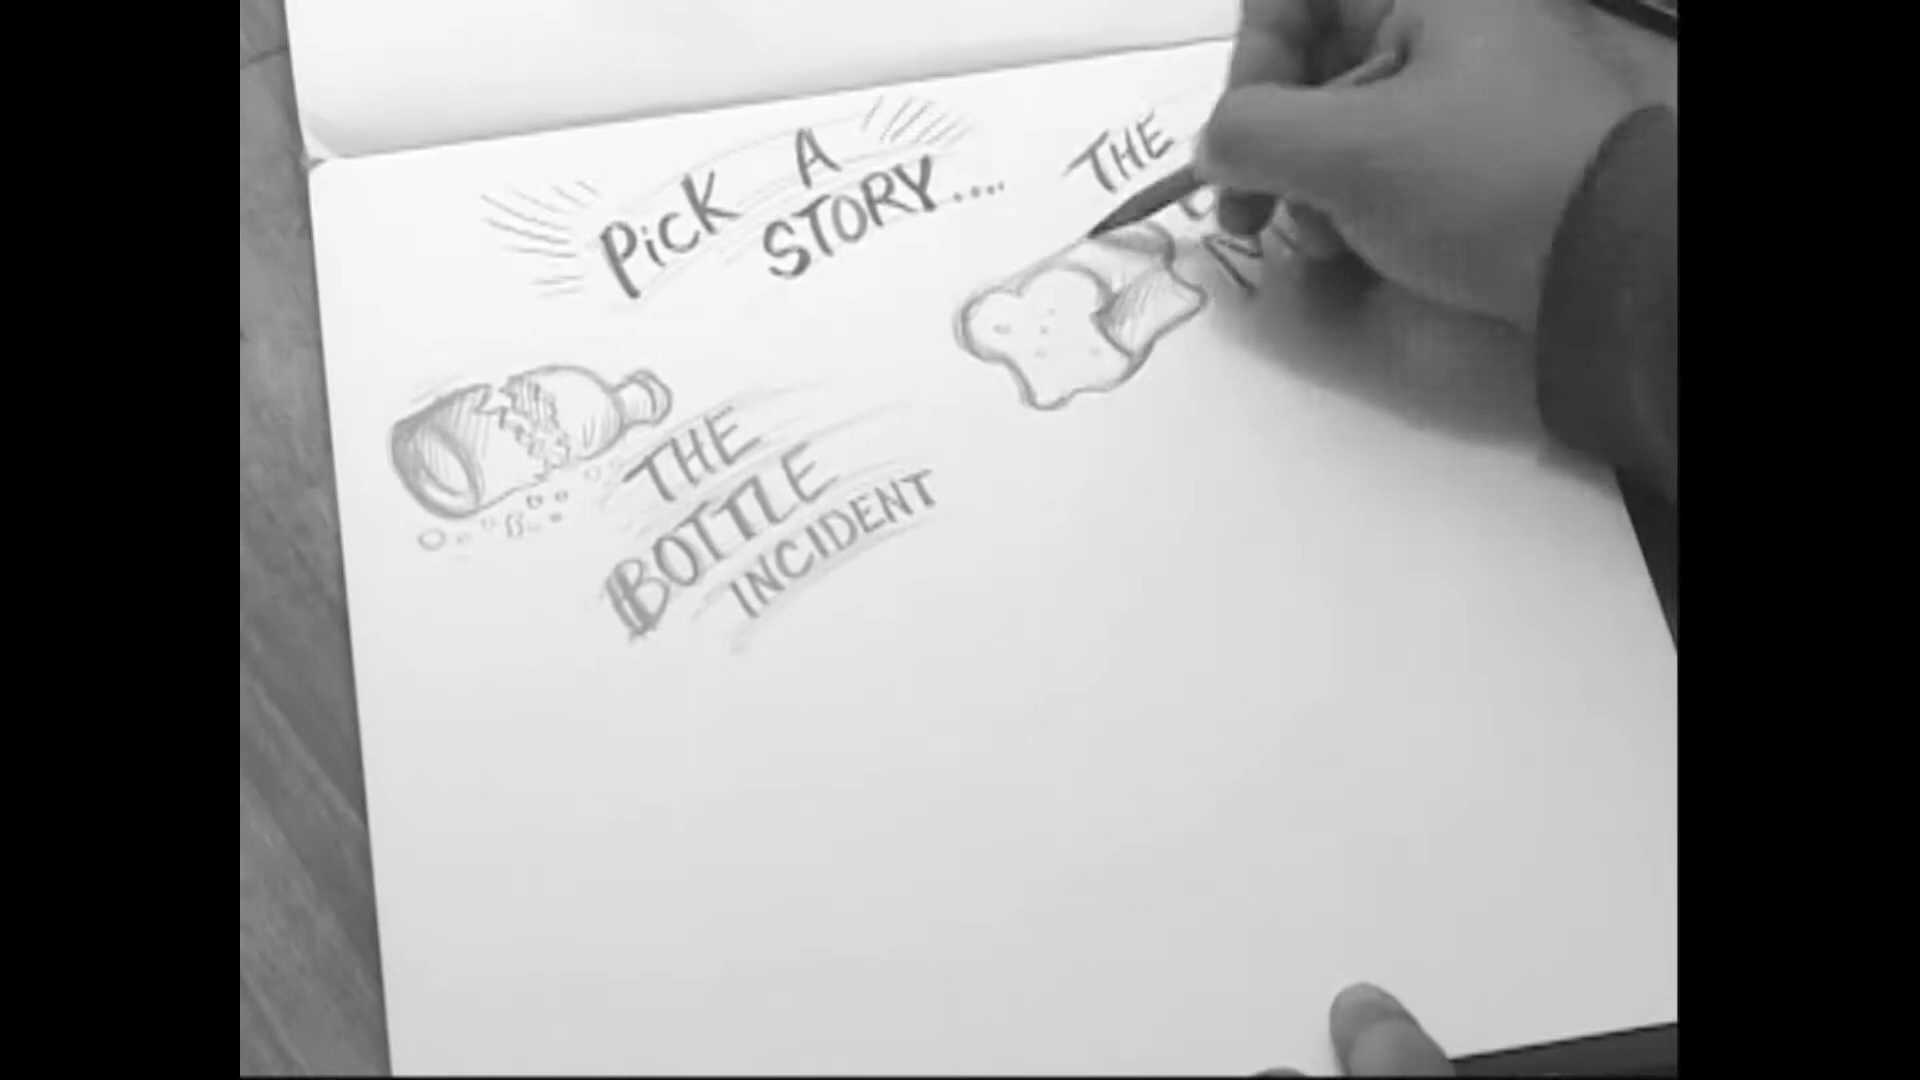 PiCK A
STORY....
THE
THE
BOTTLE
INCIDENT